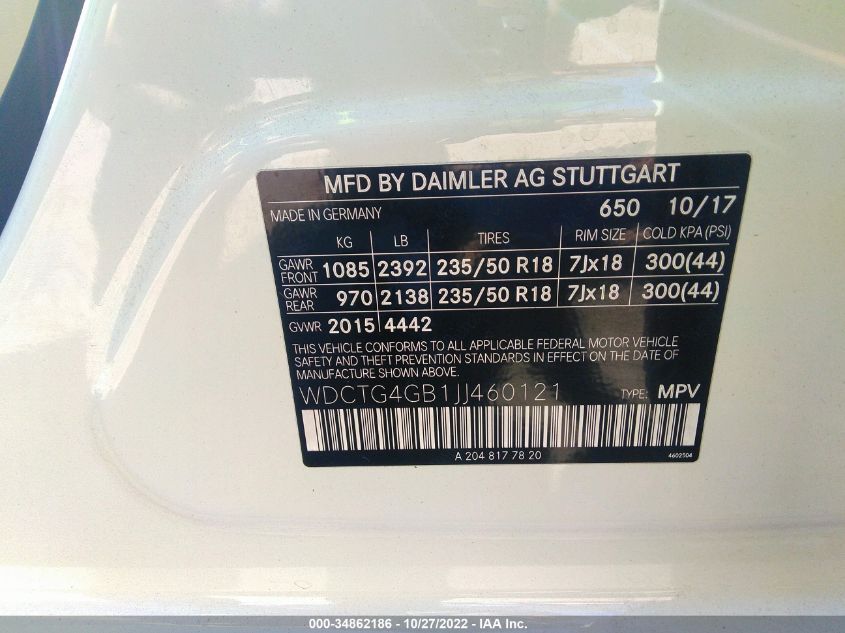 MFD BY DAIMLER AG STUTTGART
MADE IN GERMANY 650 10/17
KG LB TIRES RIM SIZE COLD KPA (PSI)
GAWR FRONT 1085 2392 235/50 R18 7Jx18 300(44)
GAWR REAR 970 2138 235/50 R18 7Jx18 300(44)
GVWR 2015 4442
THIS VEHICLE CONFORMS TO ALL APPLICABLE FEDERAL MOTOR VEHICLE
SAFETY AND THEFT PREVENTION STANDARDS IN EFFECT ON THE DATE OF
MANUFACTURE SHOWN ABOVE.
WDCTG4GB1JJ460121 TYPE: MPV
A 204 817 78 20 4602504
000-34862186 - 10/27/2022 - IAA Inc.